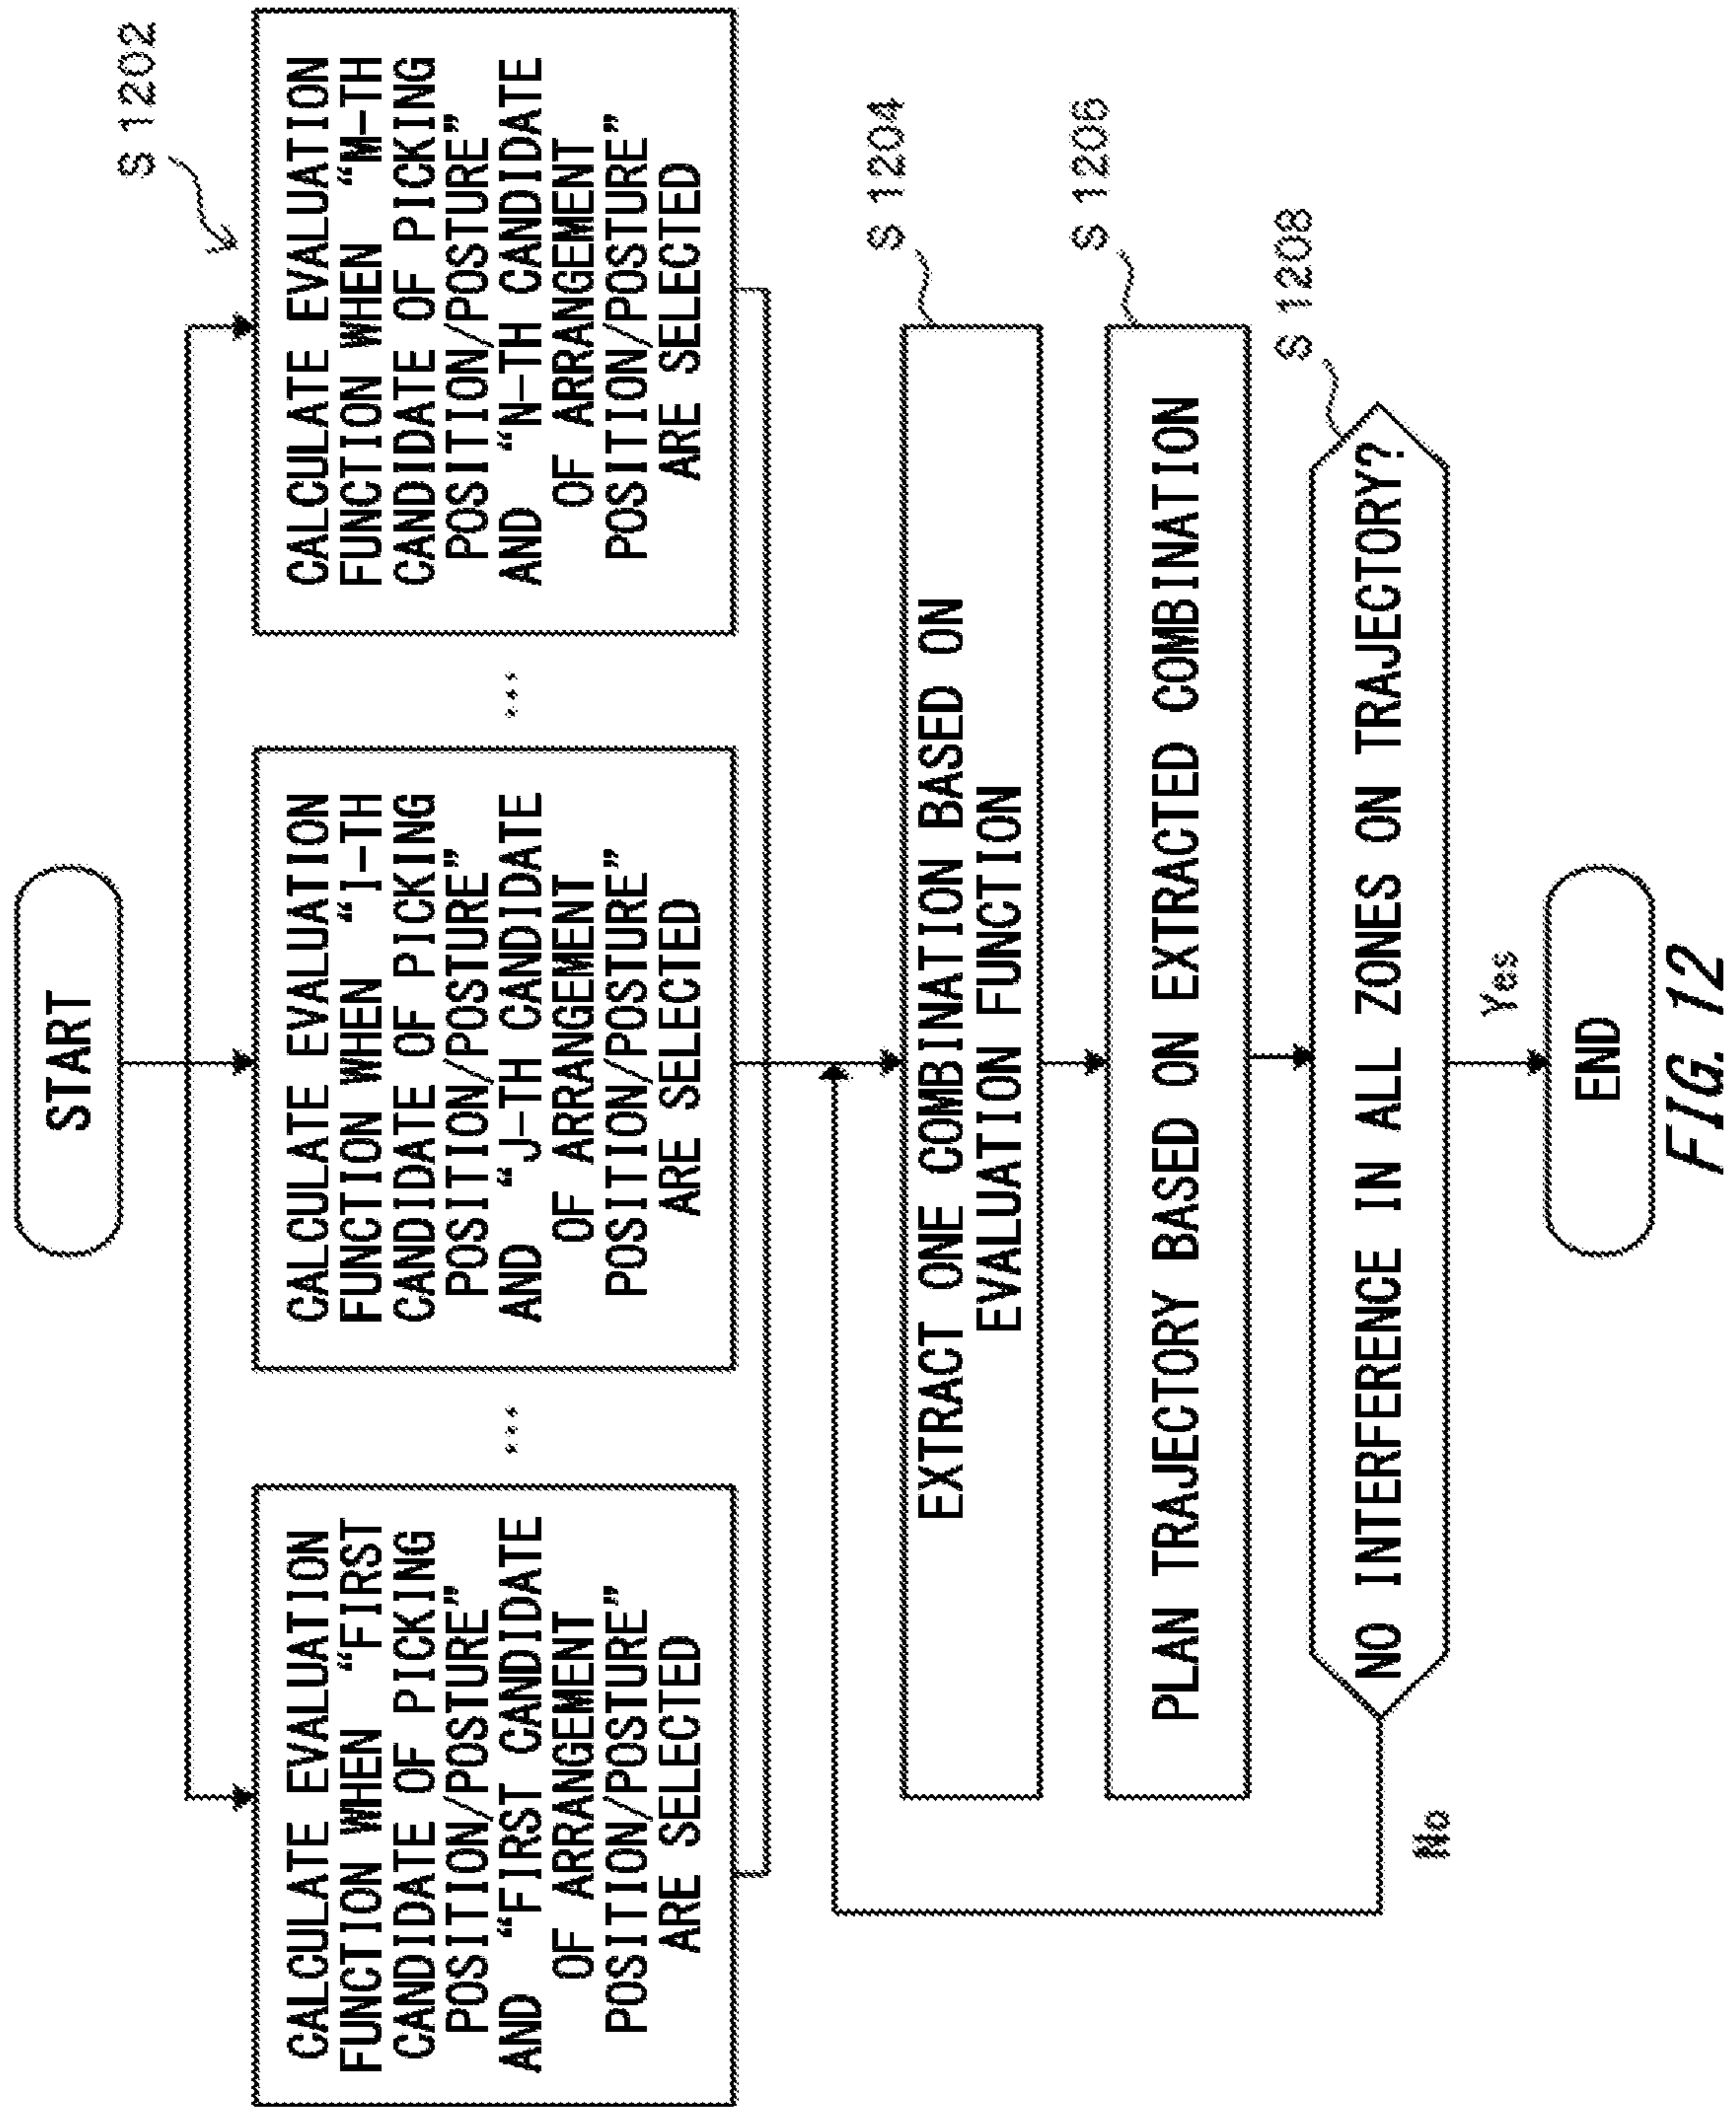 START
S 1202
CALCULATE EVALUATION
FUNCTION WHEN "FIRST
CANDIDATE OF PICKING
POSITION/POSTURE"
AND "FIRST CANDIDATE
OF ARRANGEMENT
POSITION/POSTURE"
ARE SELECTED
...
CALCULATE EVALUATION
FUNCTION WHEN "I-TH
CANDIDATE OF PICKING
POSITION/POSTURE"
AND "J-TH CANDIDATE
OF ARRANGEMENT
POSITION/POSTURE"
ARE SELECTED
...
CALCULATE EVALUATION
FUNCTION WHEN "M-TH
CANDIDATE OF PICKING
POSITION/POSTURE"
AND "N-TH CANDIDATE
OF ARRANGEMENT
POSITION/POSTURE"
ARE SELECTED
S 1204
EXTRACT ONE COMBINATION BASED ON
EVALUATION FUNCTION
S 1206
PLAN TRAJECTORY BASED ON EXTRACTED COMBINATION
S 1208
NO INTERFERENCE IN ALL ZONES ON TRAJECTORY?
No
Yes
END
FIG. 12